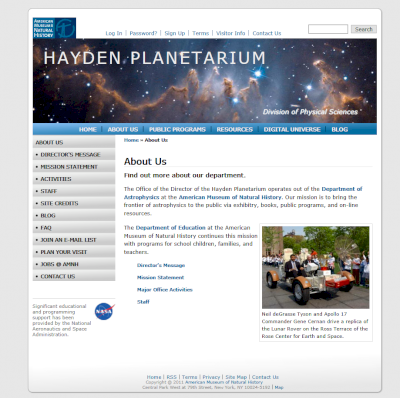 AMERICAN
MUSEUM OF
NATURAL
HISTORY
Log In | Password? | Sign Up | Terms | Visitor Info | Contact Us
Search
HAYDEN PLANETARIUM
Division of Physical Sciences
HOME | ABOUT US | PUBLIC PROGRAMS | RESOURCES | DIGITAL UNIVERSE | BLOG
ABOUT US
• DIRECTOR'S MESSAGE
• MISSION STATEMENT
• ACTIVITIES
• STAFF
• SITE CREDITS
• BLOG
• FAQ
• JOIN AN E-MAIL LIST
• PLAN YOUR VISIT
• JOBS @ AMNH
• CONTACT US
Significant educational
and programming
support has been
provided by the National
Aeronautics and Space
Administration.
NASA
Home » About Us
About Us
Find out more about our department.
The Office of the Director of the Hayden Planetarium operates out of the Department of
Astrophysics at the American Museum of Natural History. Our mission is to bring the
frontier of astrophysics to the public via exhibitry, books, public programs, and on-line
resources.
The Department of Education at the American
Museum of Natural History continues this mission
with programs for school children, families, and
teachers.
Director's Message
Mission Statement
Major Office Activities
Staff
Neil deGrasse Tyson and Apollo 17
Commander Gene Cernan drive a replica of
the Lunar Rover on the Ross Terrace of the
Rose Center for Earth and Space.
Home | RSS | Terms | Privacy | Site Map | Contact Us
Copyright © 2011 American Museum of Natural History
Central Park West at 79th Street, New York, NY 10024-5192 | Map